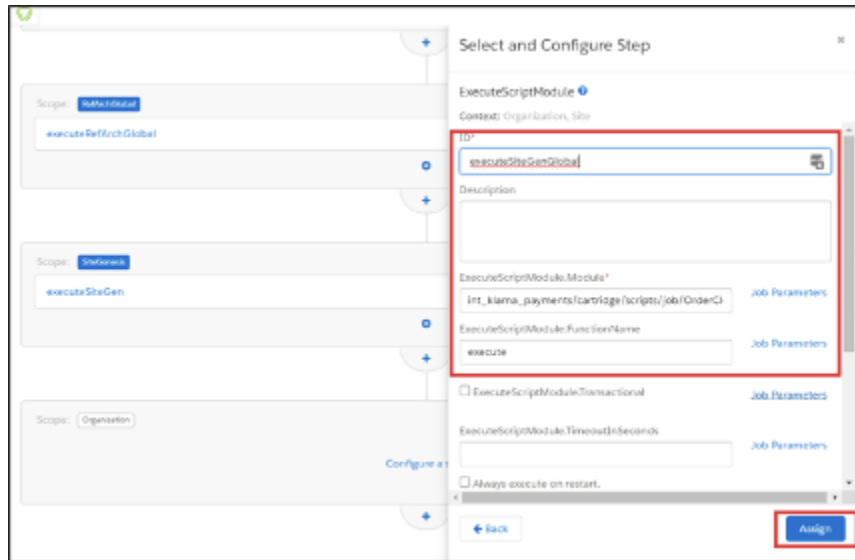 Select and Configure Step
ExecuteScriptModule
Context: Organization, Site
Scope: RefArchGlobal
executeRefArchGlobal
ID*
executeSiteGenGlobal
Description
Scope: SiteGenesis
executeSiteGen
ExecuteScriptModule.Module*
int_klarna_payments/cartridge/scripts/job/OrderCl
Job Parameters
ExecuteScriptModule.FunctionName
execute
Job Parameters
ExecuteScriptModule.Transactional
Job Parameters
Scope: Organization
ExecuteScriptModule.TimeoutInSeconds
Job Parameters
Configure a s
Always execute on restart.
Back
Assign